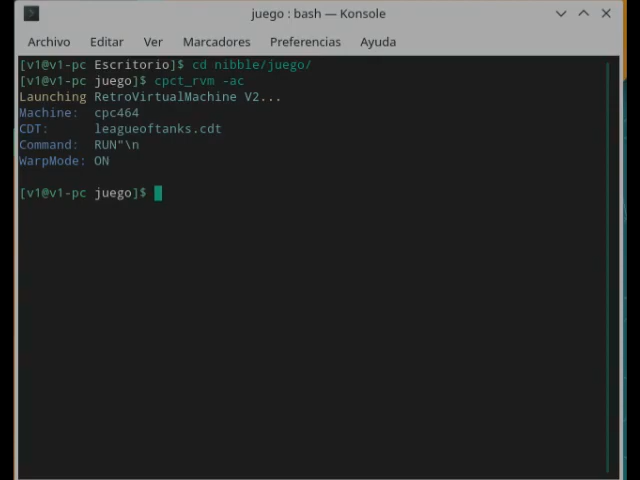 juego : bash — Konsole
Archivo Editar Ver Marcadores Preferencias Ayuda
[v1@v1-pc Escritorio]$ cd nibble/juego/
[v1@v1-pc juego]$ cpct_rvm -ac
Launching RetroVirtualMachine V2...
Machine: cpc464
CDT: leagueoftanks.cdt
Command: RUN"\n
WarpMode: ON
[v1@v1-pc juego]$